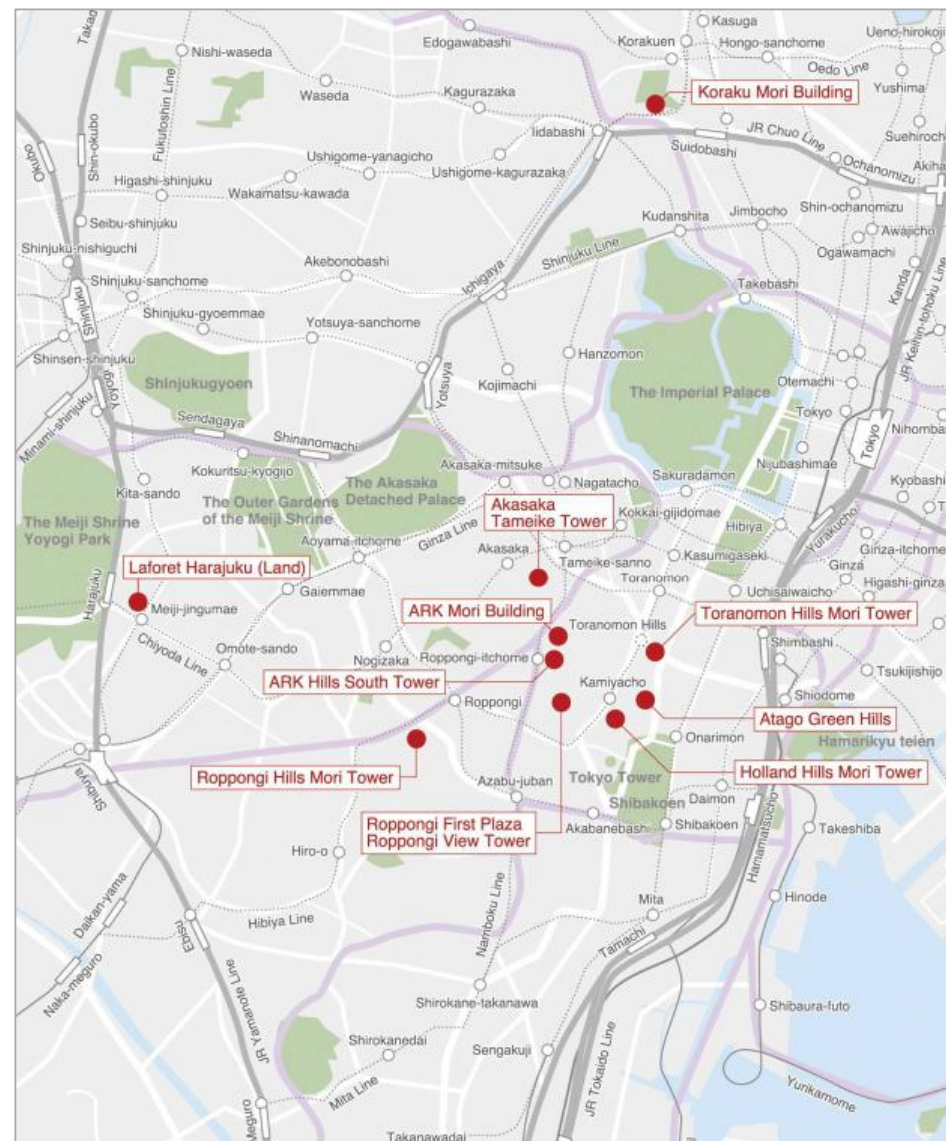 Takao
Nishi-waseda
Edogawabashi
Kasuga
Korakuen
Hongo-sanchome
Ueno-hirokoji
Oedo Line
Yushima
Waseda
Kagurazaka
Koraku Mori Building
Fukutoshin Line
Shin-okubo
Okubo
Iidabashi
JR Chuo Line
Suehiroch
Suidobashi
Ochanomizu
Akiha
Ushigome-yanagicho
Ushigome-kagurazaka
Higashi-shinjuku
Wakamatsu-kawada
Shin-ochanomizu
Seibu-shinjuku
Kudanshita
Jimbocho
Awajicho
Ogawamachi
Shinjuku-nishiguchi
Akebonobashi
Shinjuku Line
Ichigaya
Takebashi
Kanda
JR Keihin-tohoku Line
Shinjuku-sanchome
Shinjuku
Shinjuku-gyoemmae
Yotsuya-sanchome
Shinsen-shinjuku
Hanzomon
Shinjukugyoen
Yoyogi
Yotsuya
Kojimachi
The Imperial Palace
Otemachi
Minami-shinjuku
Sendagaya
Tokyo
Tokyo
Nihomba
Shinanomachi
Kokuritsu-kyogijo
Akasaka-mitsuke
Nagatacho
Sakuradamon
Nijubashimae
Kyobashi
Kita-sando
The Outer Gardens
of the Meiji Shrine
The Akasaka
Detached Palace
Akasaka
Tameike Tower
Kokkai-gijidomae
Hibiya
Yurakucho
The Meiji Shrine
Yoyogi Park
Aoyama-itchome
Ginza Line
Akasaka
Tameike-sanno
Kasumigaseki
Ginza-itchome
Ginza
Higashi-ginza
Laforet Harajuku (Land)
Gaiemmae
Toranomon
Uchisaiwaicho
Harajuku
Meiji-jingumae
ARK Mori Building
Toranomon Hills
Toranomon Hills Mori Tower
Chiyoda Line
Omote-sando
Nogizaka
Roppongi-itchome
Shimbashi
Tsukijishijo
ARK Hills South Tower
Kamiyacho
Shiodome
Roppongi
Atago Green Hills
Onarimon
Hamarikyu teien
Shibuya
Roppongi Hills Mori Tower
Azabu-juban
Tokyo Tower
Holland Hills Mori Tower
Shibakoen
Daimon
Hamamatsucho
Roppongi First Plaza
Roppongi View Tower
Akabanebashi
Shibakoen
Takeshiba
Hiro-o
Daikan-yama
Ebisu
Hibiya Line
Namboku Line
Mita
Hinode
Tamachi
Naka-meguro
JR Yamanote Line
Shirokane-takanawa
Shibaura-futo
Shirokanedai
Sengakuji
JR Tokaido Line
Mita Line
Meguro
Takanawadai
Yurikamome